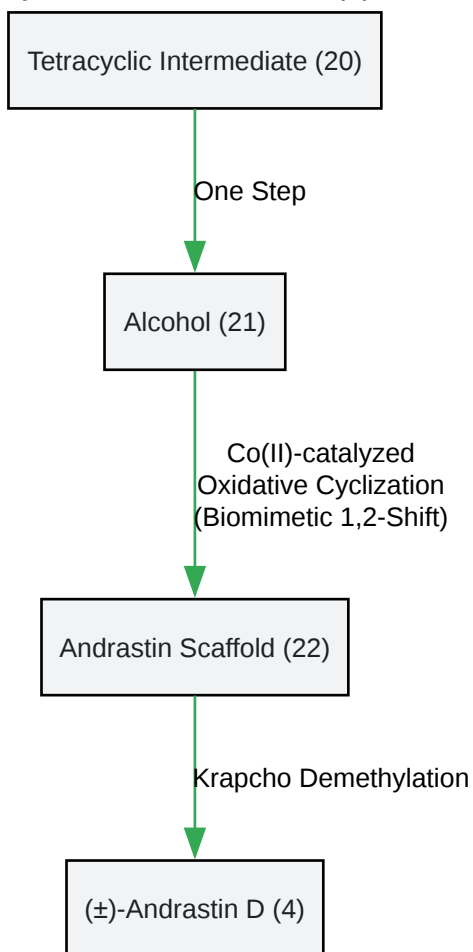 Tetracyclic Intermediate (20)
One Step
Alcohol (21)
Co(II)-catalyzed
Oxidative Cyclization
(Biomimetic 1,2-Shift)
Andrastin Scaffold (22)
Krapcho Demethylation
(±)-Andrastin D (4)